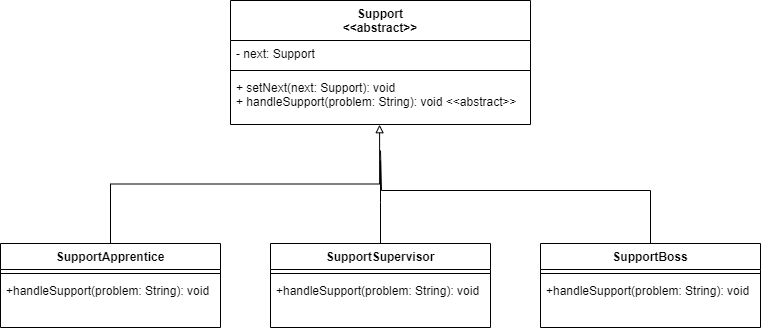 Support
<<abstract>>
- next: Support
+ setNext(next: Support): void
+ handleSupport(problem: String): void <<abstract>>
SupportApprentice
+handleSupport(problem: String): void
SupportSupervisor
+handleSupport(problem: String): void
SupportBoss
+handleSupport(problem: String): void